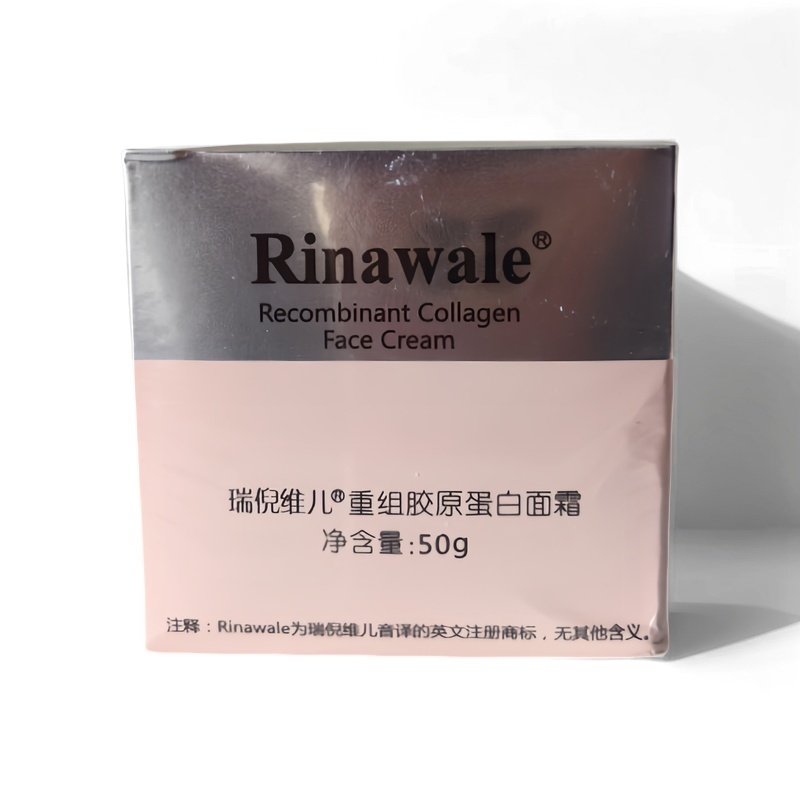 Rinawale®
Recombinant Collagen
Face Cream
瑞倪维儿®重组胶原蛋白面霜
净含量:50g
注释：Rinawale为瑞倪维儿音译的英文注册商标，无其他含义。